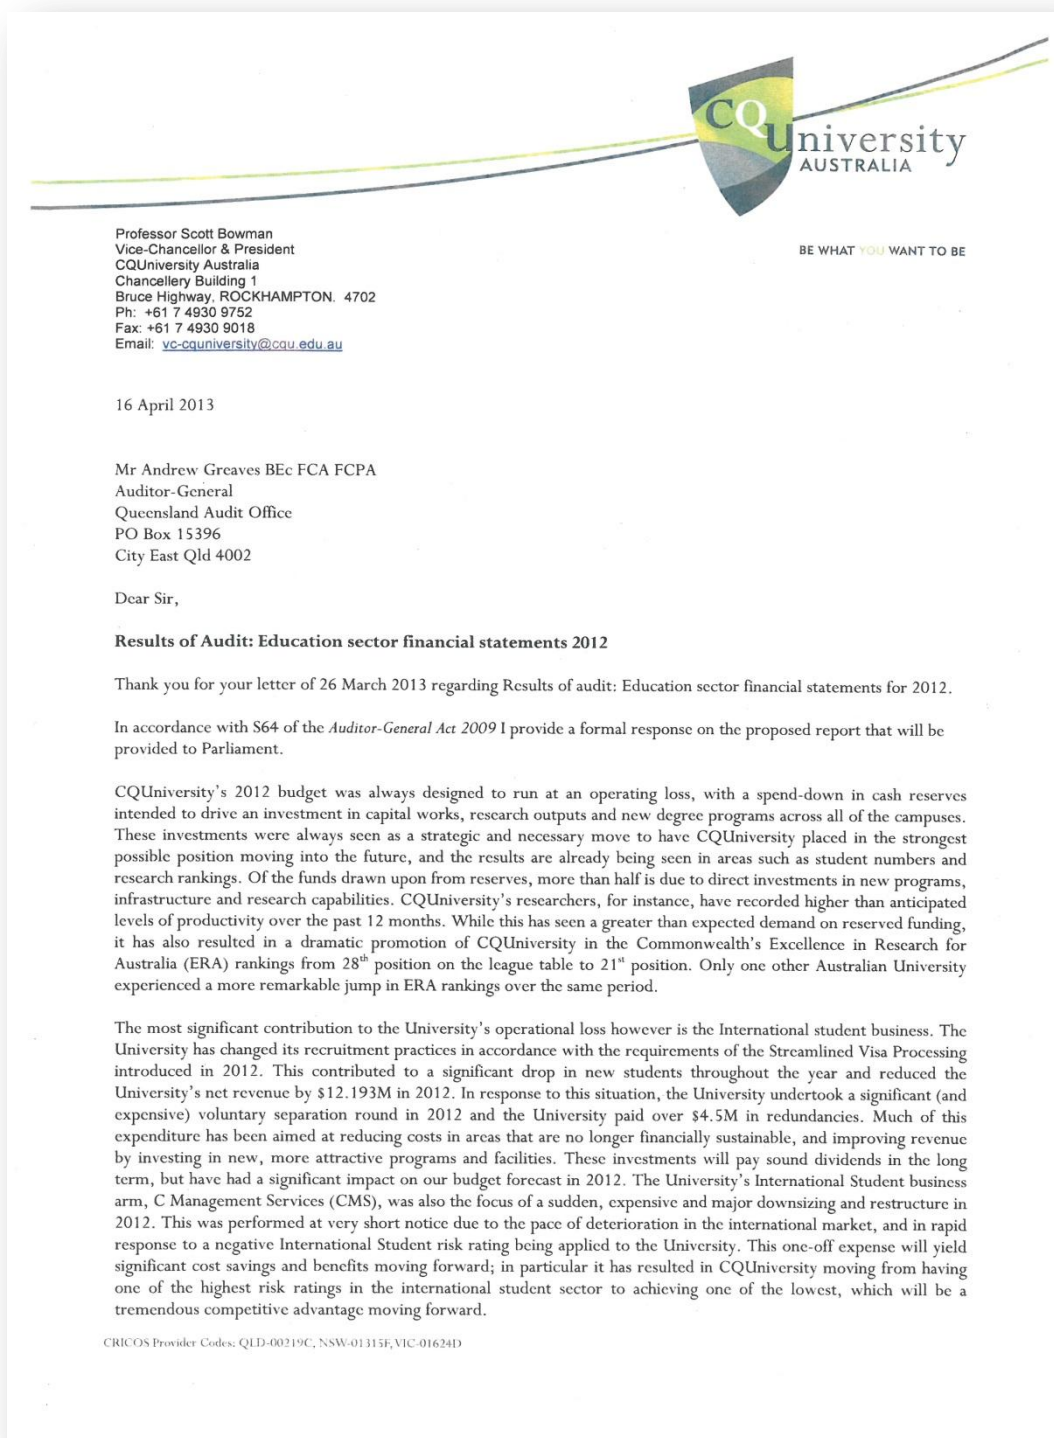 CQUniversity
AUSTRALIA
BE WHAT YOU WANT TO BE
Professor Scott Bowman
Vice-Chancellor & President
CQUniversity Australia
Chancellery Building 1
Bruce Highway, ROCKHAMPTON. 4702
Ph: +61 7 4930 9752
Fax: +61 7 4930 9018
Email: vc-cquniversity@cqu.edu.au
16 April 2013
Mr Andrew Greaves BEc FCA FCPA
Auditor-General
Queensland Audit Office
PO Box 15396
City East Qld 4002
Dear Sir,
Results of Audit: Education sector financial statements 2012
Thank you for your letter of 26 March 2013 regarding Results of audit: Education sector financial statements for 2012.
In accordance with S64 of the Auditor-General Act 2009 I provide a formal response on the proposed report that will be
provided to Parliament.
CQUniversity's 2012 budget was always designed to run at an operating loss, with a spend-down in cash reserves
intended to drive an investment in capital works, research outputs and new degree programs across all of the campuses.
These investments were always seen as a strategic and necessary move to have CQUniversity placed in the strongest
possible position moving into the future, and the results are already being seen in areas such as student numbers and
research rankings. Of the funds drawn upon from reserves, more than half is due to direct investments in new programs,
infrastructure and research capabilities. CQUniversity's researchers, for instance, have recorded higher than anticipated
levels of productivity over the past 12 months. While this has seen a greater than expected demand on reserved funding,
it has also resulted in a dramatic promotion of CQUniversity in the Commonwealth's Excellence in Research for
Australia (ERA) rankings from 28th position on the league table to 21st position. Only one other Australian University
experienced a more remarkable jump in ERA rankings over the same period.
The most significant contribution to the University's operational loss however is the International student business. The
University has changed its recruitment practices in accordance with the requirements of the Streamlined Visa Processing
introduced in 2012. This contributed to a significant drop in new students throughout the year and reduced the
University's net revenue by $12.193M in 2012. In response to this situation, the University undertook a significant (and
expensive) voluntary separation round in 2012 and the University paid over $4.5M in redundancies. Much of this
expenditure has been aimed at reducing costs in areas that are no longer financially sustainable, and improving revenue
by investing in new, more attractive programs and facilities. These investments will pay sound dividends in the long
term, but have had a significant impact on our budget forecast in 2012. The University's International Student business
arm, C Management Services (CMS), was also the focus of a sudden, expensive and major downsizing and restructure in
2012. This was performed at very short notice due to the pace of deterioration in the international market, and in rapid
response to a negative International Student risk rating being applied to the University. This one-off expense will yield
significant cost savings and benefits moving forward; in particular it has resulted in CQUniversity moving from having
one of the highest risk ratings in the international student sector to achieving one of the lowest, which will be a
tremendous competitive advantage moving forward.
CRICOS Provider Codes: QLD-00219C, NSW-01315F, VIC-01624D